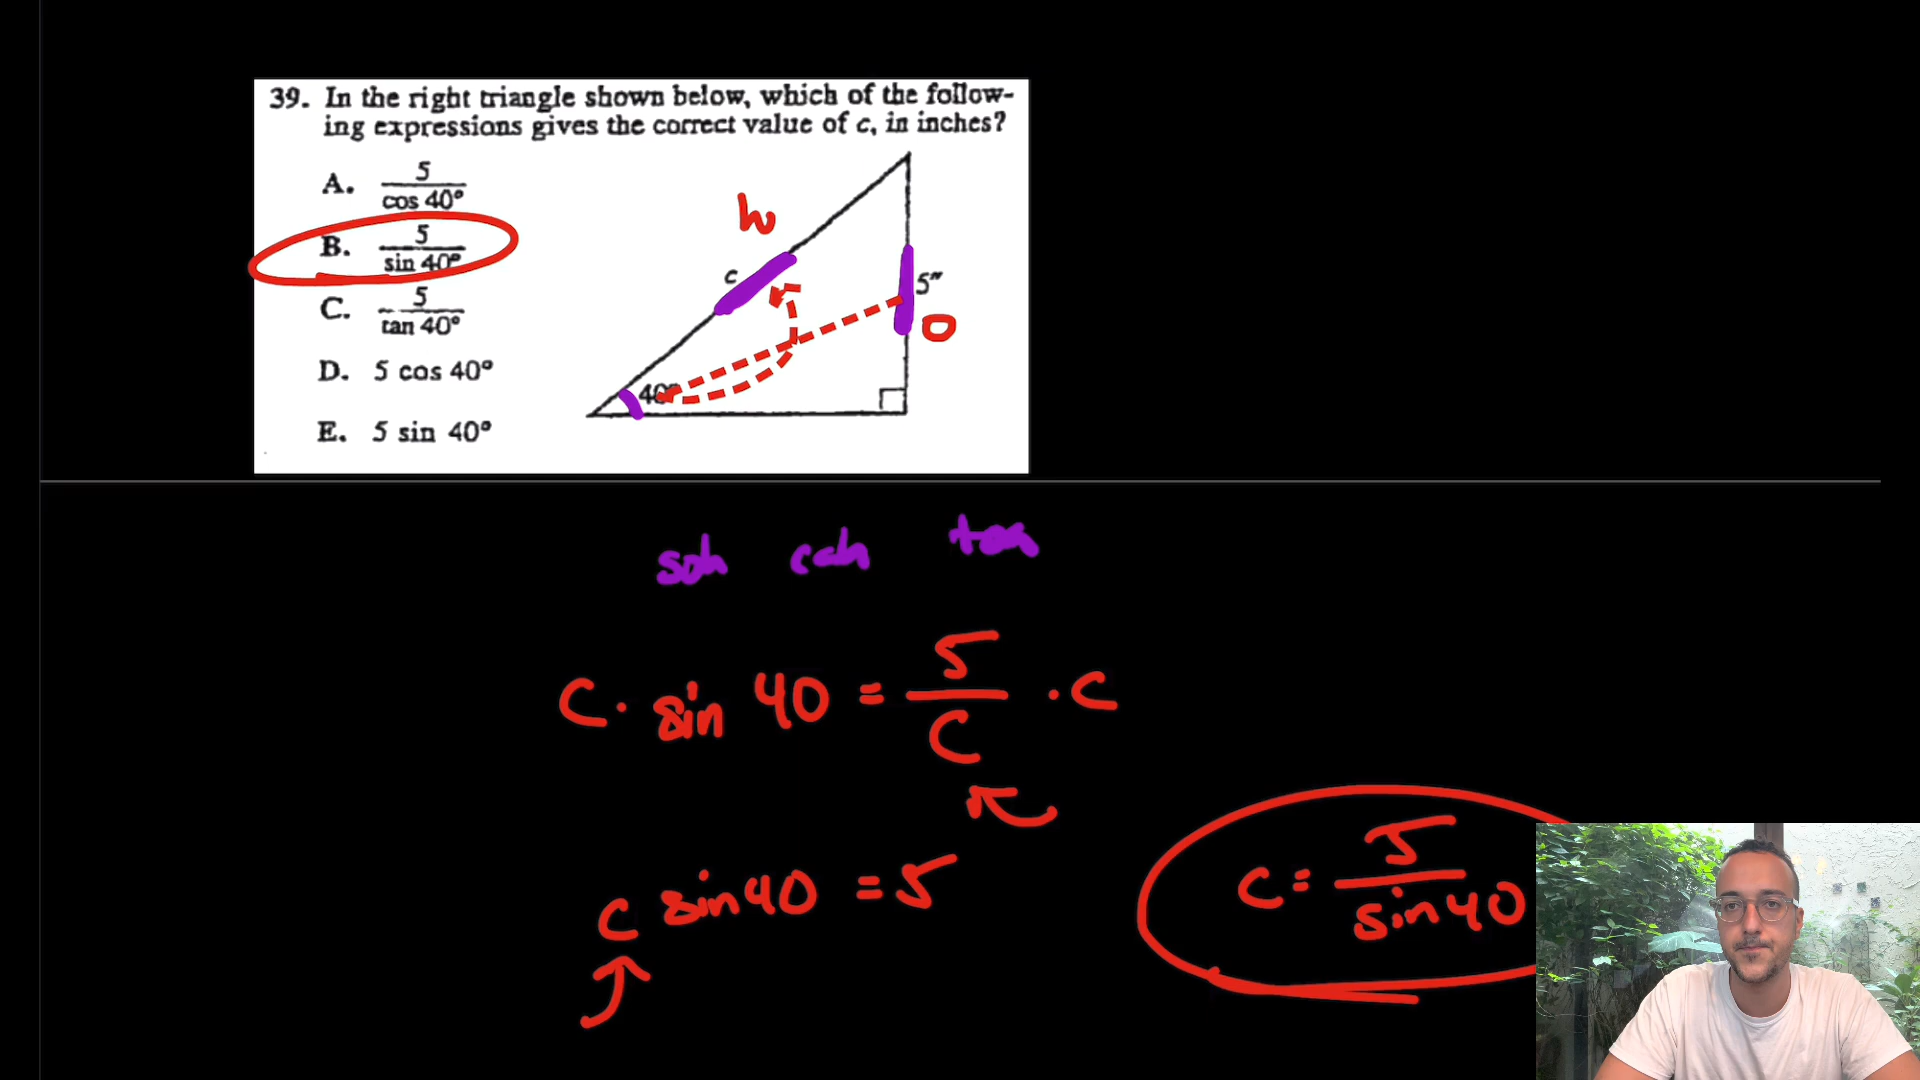 39. In the right triangle shown below, which of the follow-
ing expressions gives the correct value of c, in inches?
A. 5/cos 40°
B. 5/sin 40°
C. 5/tan 40°
D. 5 cos 40°
E. 5 sin 40°
h
c
5″
O
40°
soh cah toa
C · sin 40 = 5/C · C
C sin 40 = 5
C = 5/sin 40